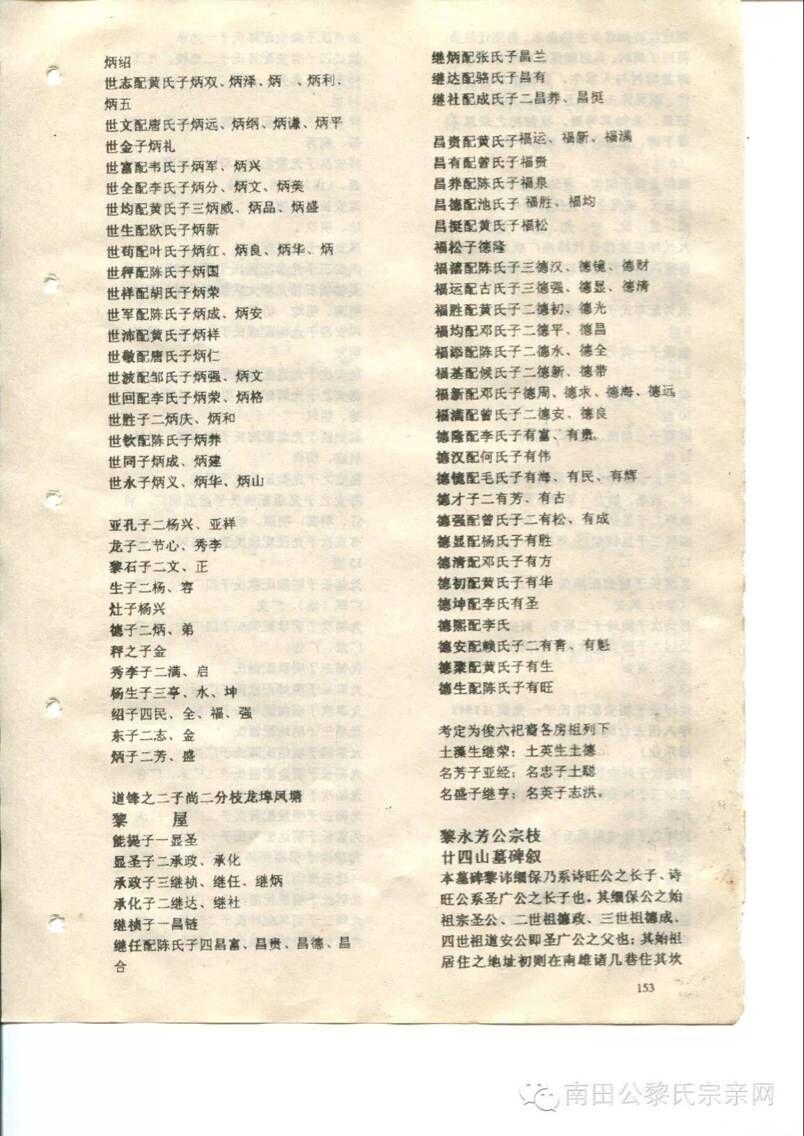 炳绍
世志配黄氏子炳双、炳泽、炳 、炳利、
炳五
世文配唐氏子炳远、炳纲、炳谦、炳平
世金子炳礼
世富配韦氏子炳军、炳兴
世全配李氏子炳分、炳文、炳美
世均配黄氏子三炳威、炳品、炳盛
世生配欧氏子炳新
世荀配叶氏子炳红、炳良、炳华、炳
世秤配陈氏子炳国
世祥配胡氏子炳荣
世军配陈氏子炳成、炳安
世沛配黄氏子炳祥
世敬配唐氏子炳仁
世波配邹氏子炳强、炳文
世回配李氏子炳荣、炳格
世胜子二炳庆、炳和
世钦配陈氏子炳养
世同子炳成、炳建
世永子炳义、炳华、炳山
亚孔子二杨兴、亚祥
龙子二节心、秀李
黎石子二文、正
生子二杨、容
灶子杨兴
德子二炳、弟
秤之子金
秀李子二满、启
杨生子三亭、水、坤
绍子四民、全、福、强
东子二志、金
炳子二芳、盛
道锋之二子尚二分枝龙埠凤塘
黎 屋
能提子一显圣
显圣子二承政、承化
承政子三继祯、继任、继炳
承化子二继达、继社
继祯子一昌链
继任配陈氏子四昌富、昌贵、昌德、昌
合
继炳配张氏子昌兰
继达配骆氏子昌有
继社配成氏子二昌养、昌挺
昌贵配黄氏子福运、福新、福满
昌有配曾氏子福贵
昌养配陈氏子福泉
昌德配池氏子 福胜、福均
昌挺配黄氏子福松
福松子德隆
福禧配陈氏子三德汉、德镜、德财
福运配古氏子三德强、德显、德清
福胜配黄氏子二德初、德光
福均配邓氏子二德平、德昌
福添配陈氏子二德水、德全
福基配候氏子二德新、德带
福新配邓氏子德周、德求、德海、德远
福满配曾氏子二德安、德良
德隆配李氏子有富、有贵
德汉配何氏子有伟
德镜配毛氏子有海、有民、有辉
德才子二有芳、有古
德强配曾氏子二有松、有成
德显配杨氏子有胜
德清配邓氏子有方
德初配黄氏子有华
德坤配李氏有圣
德熙配李氏
德安配赖氏子二有青、有魁
德聚配黄氏子有生
德生配陈氏子有旺
考定为俊六祀裔各房祖列下
土藻生继荣；土英生土德
名芳子亚经；名忠子土聪
名盛子继亨；名英子志洪。
黎永芳公宗枝
廿四山墓碑叙
本墓碑黎讳细保乃系诗旺公之长子、诗
旺公系圣广公之长子也。其细保公之始
祖宗圣公、二世祖德政、三世祖德成、
四世祖道安公即圣广公之父也；其始祖
居住之地址初则在南雄诸几巷住其坎
153
南田公黎氏宗亲网